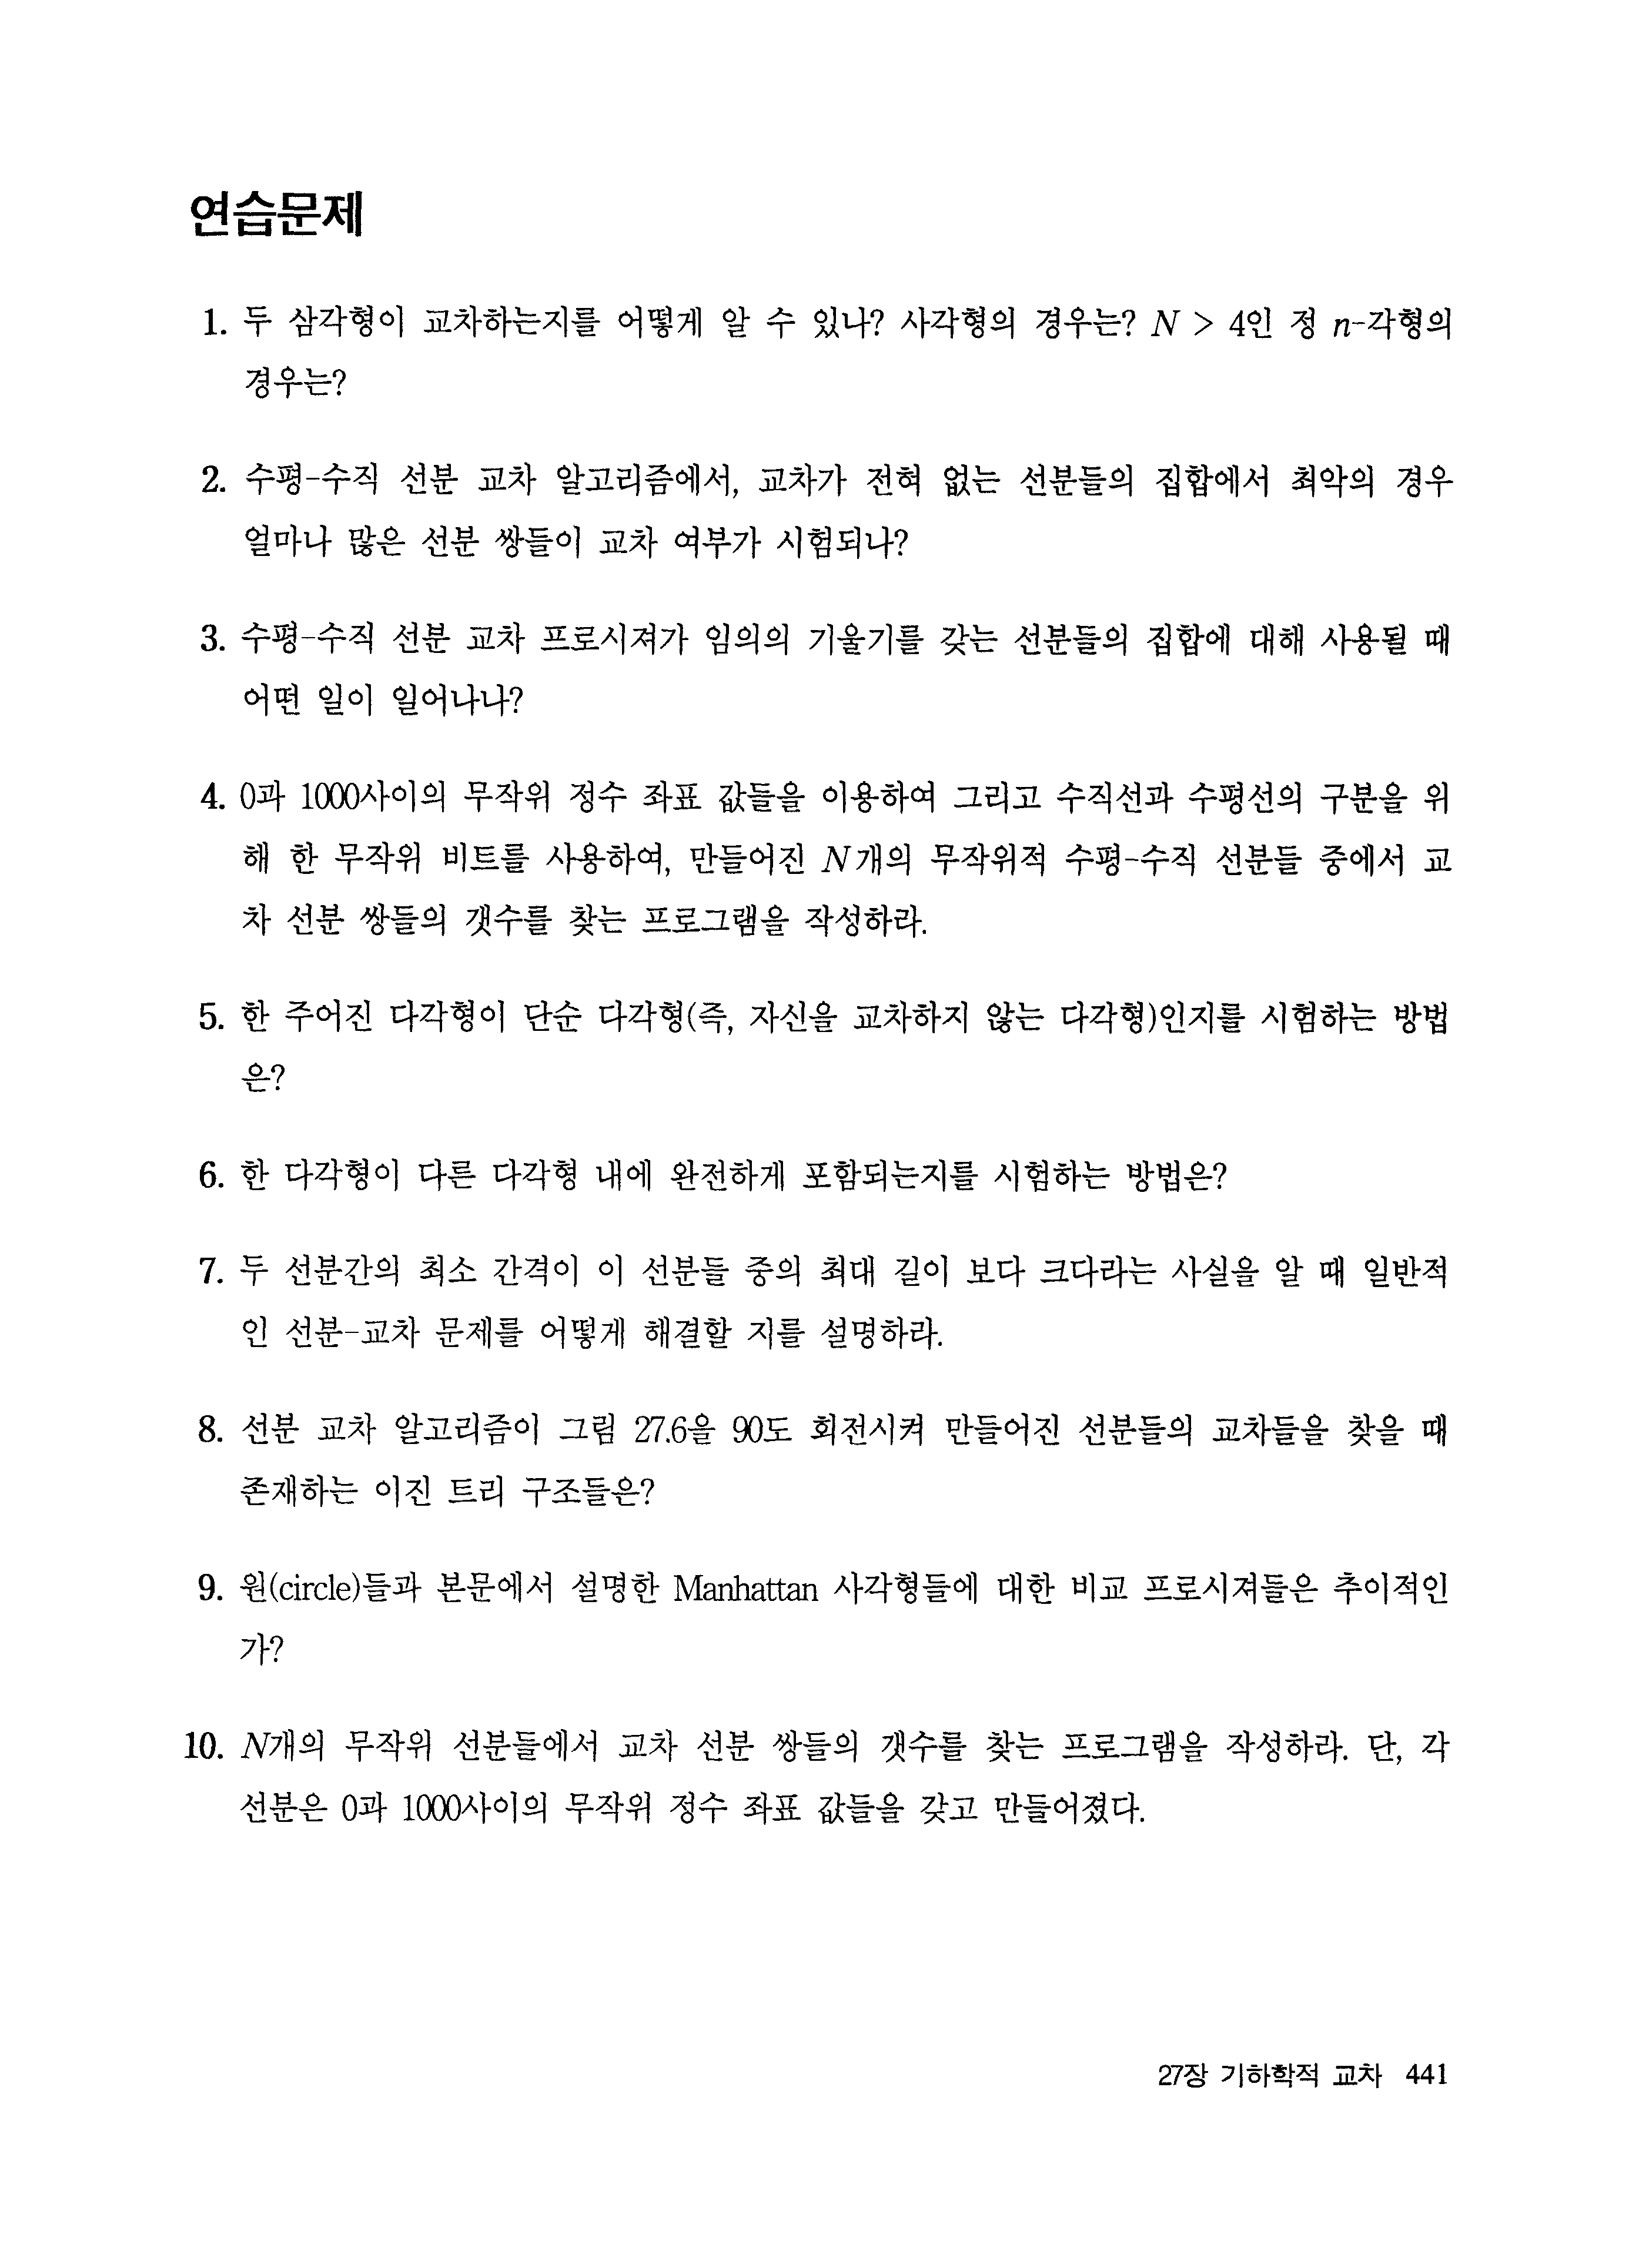 연습문제
1. 두 삼각형이 교차하는지를 어떻게 알 수 있나? 사각형의 경우는? N > 4인 정 n-각형의
경우는?
2. 수평-수직 선분 교차 알고리즘에서, 교차가 전혀 없는 선분들의 집합에서 최악의 경우
얼마나 많은 선분 쌍들이 교차 여부가 시험되나?
3. 수평-수직 선분 교차 프로시져가 임의의 기울기를 갖는 선분들의 집합에 대해 사용될 때
어떤 일이 일어나나?
4. 0과 1000사이의 무작위 정수 좌표 값들을 이용하여 그리고 수직선과 수평선의 구분을 위
해 한 무작위 비트를 사용하여, 만들어진 N개의 무작위적 수평-수직 선분들 중에서 교
차 선분 쌍들의 갯수를 찾는 프로그램을 작성하라.
5. 한 주어진 다각형이 단순 다각형(즉, 자신을 교차하지 않는 다각형)인지를 시험하는 방법
은?
6. 한 다각형이 다른 다각형 내에 완전하게 포함되는지를 시험하는 방법은?
7. 두 선분간의 최소 간격이 이 선분들 중의 최대 길이 보다 크다라는 사실을 알 때 일반적
인 선분-교차 문제를 어떻게 해결할 지를 설명하라.
8. 선분 교차 알고리즘이 그림 27.6을 90도 회전시켜 만들어진 선분들의 교차들을 찾을 때
존재하는 이진 트리 구조들은?
9. 원(circle)들과 본문에서 설명한 Manhattan 사각형들에 대한 비교 프로시져들은 추이적인
가?
10. N개의 무작위 선분들에서 교차 선분 쌍들의 갯수를 찾는 프로그램을 작성하라. 단, 각
선분은 0과 1000사이의 무작위 정수 좌표 값들을 갖고 만들어졌다.
27장 기하학적 교차 441